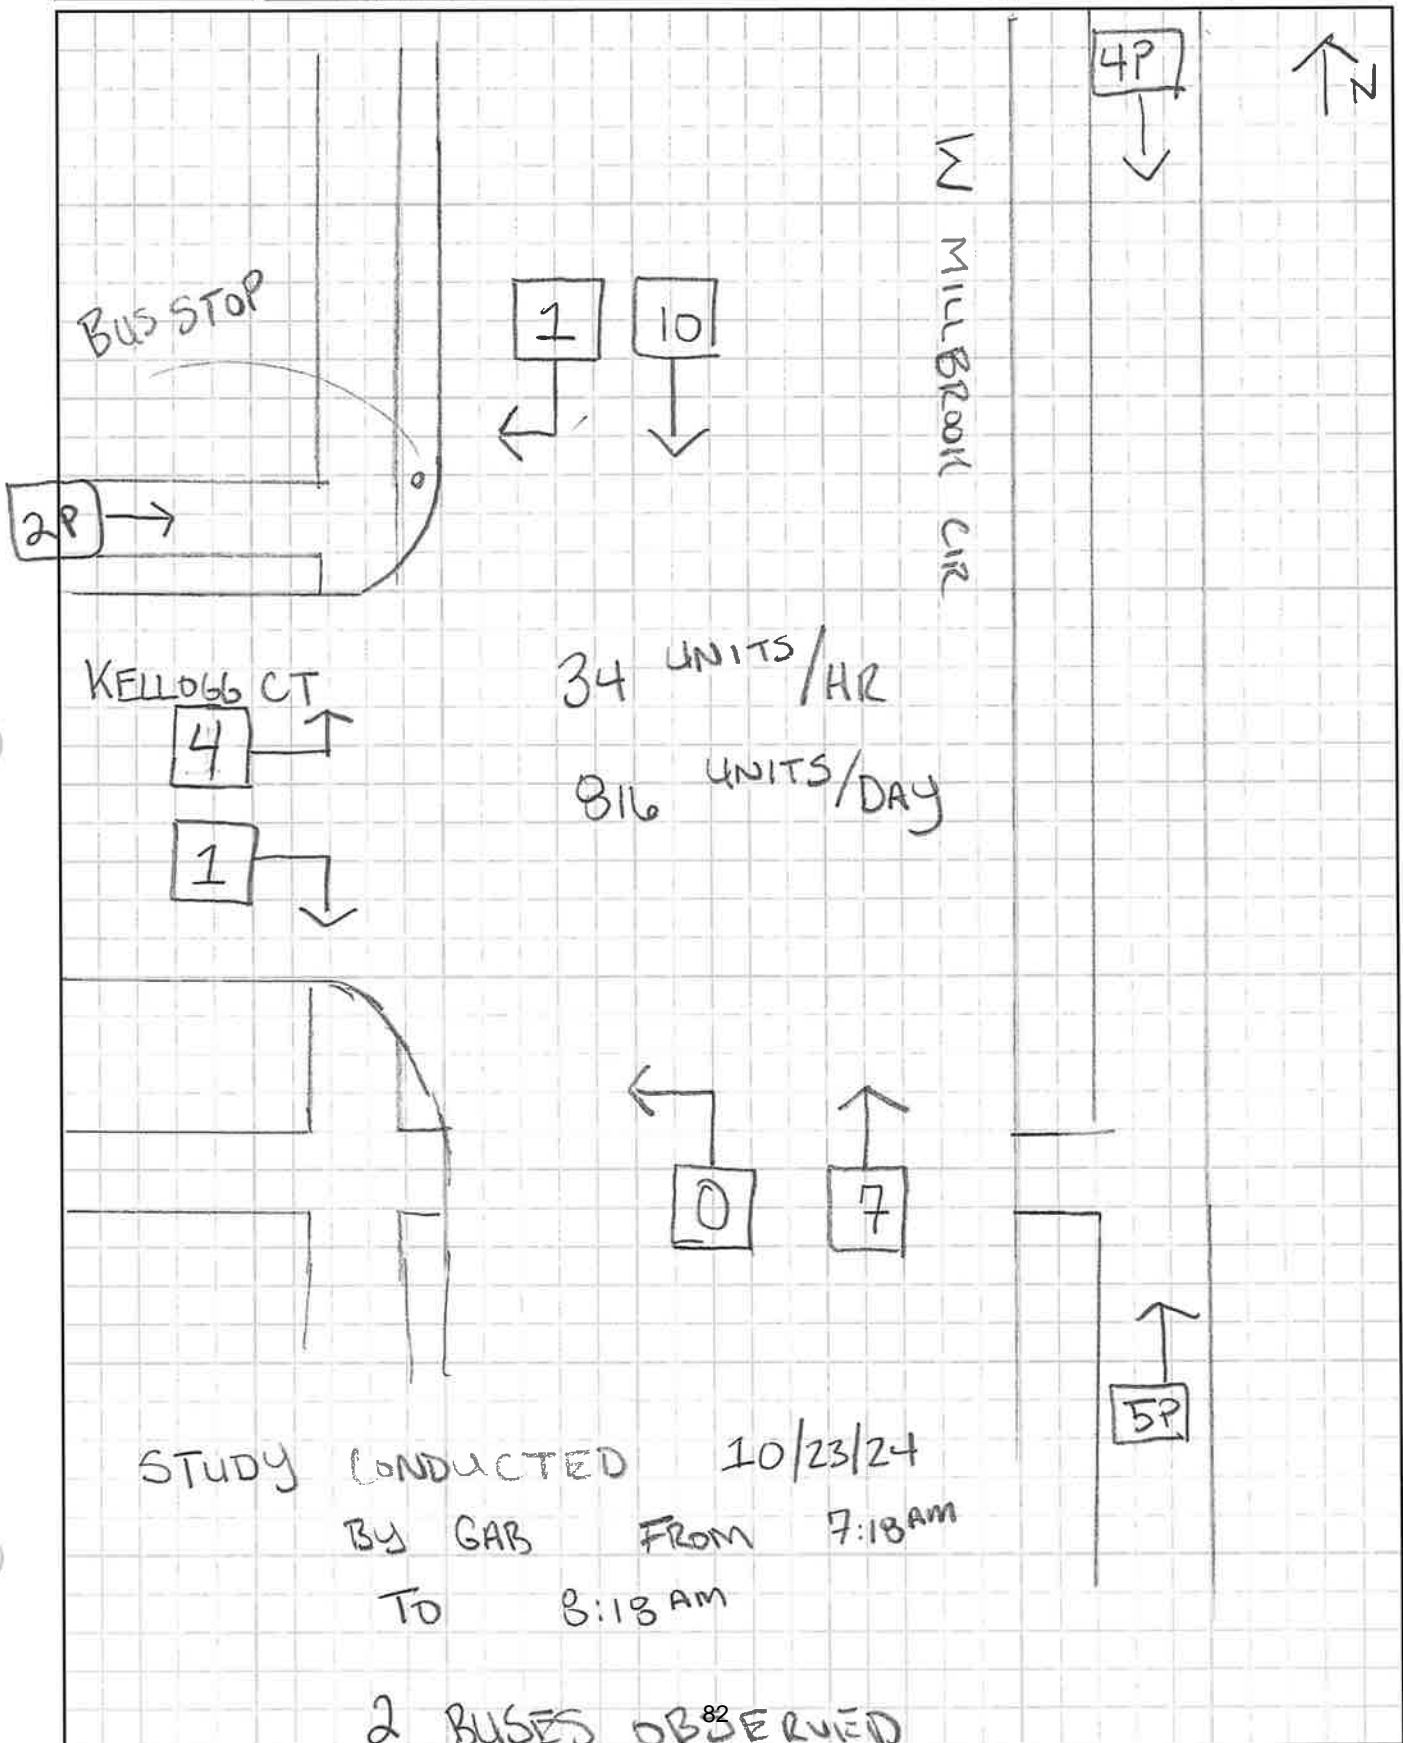 4P
N
W MILLBROOK CIR
BUS STOP
1
10
2P
KELLOGG CT
34 UNITS/HR
4
816 UNITS/DAY
1
0
7
5P
STUDY CONDUCTED 10/23/24
BY GAB FROM 7:18 AM
TO 8:18 AM
2 BUSES OBSERVED
82